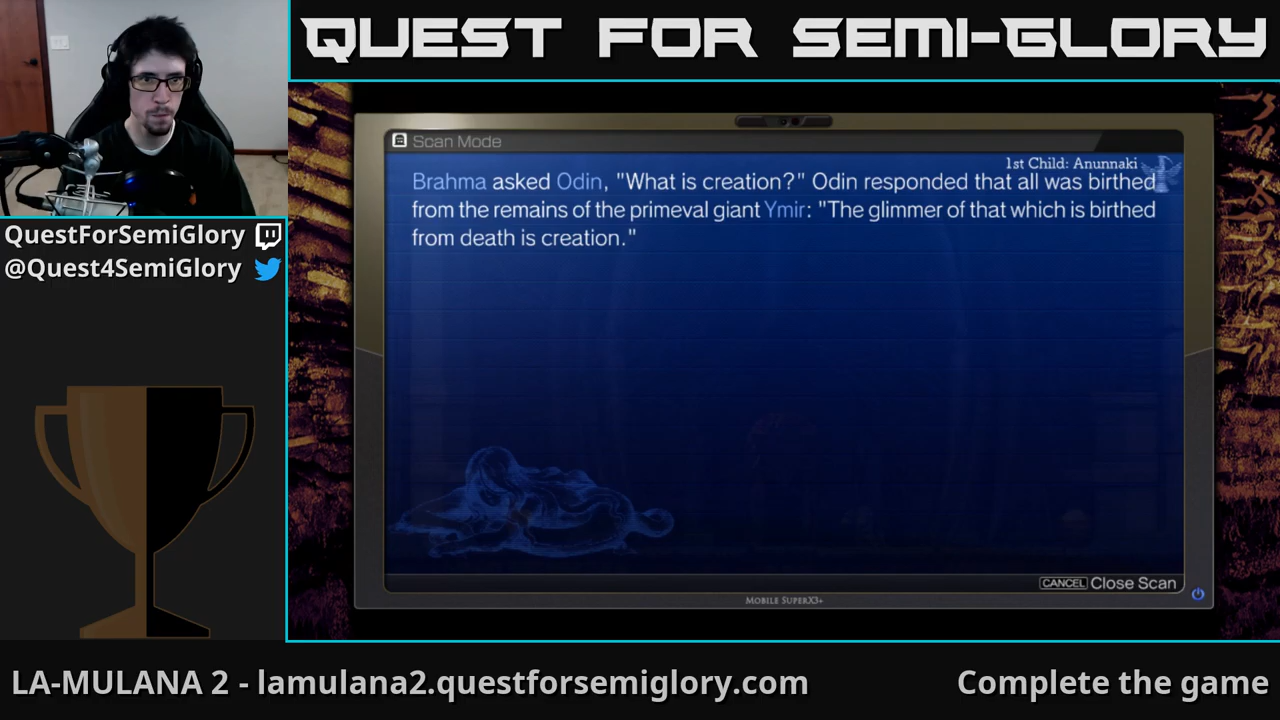 QUEST FOR SEMI-GLORY
Scan Mode
1st Child: Anunnaki
Brahma asked Odin, "What is creation?" Odin responded that all was birthed
from the remains of the primeval giant Ymir: "The glimmer of that which is birthed
from death is creation."
QuestForSemiGlory
@Quest4SemiGlory
CANCEL Close Scan
MOBILE SUPERX3+
LA-MULANA 2 - lamulana2.questforsemiglory.com
Complete the game